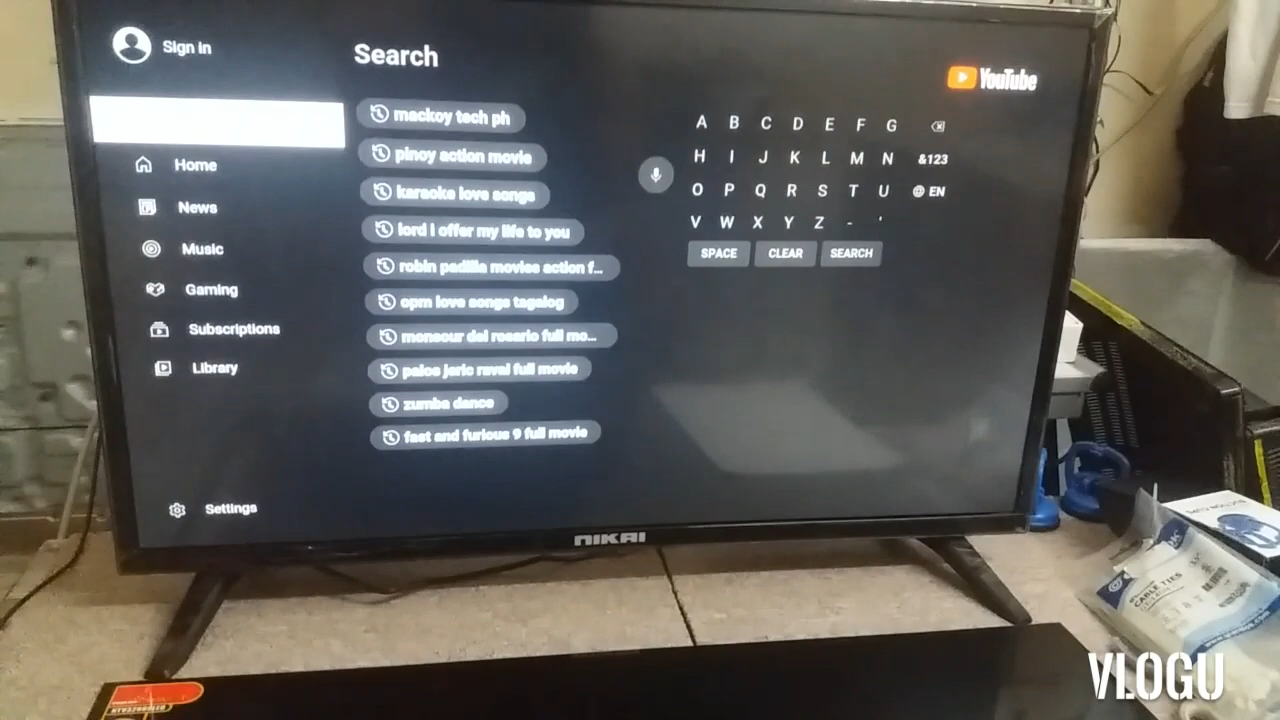 Sign in
Search
YouTube
Home
News
Music
Gaming
Subscriptions
Library
Settings
mackoy tech ph
pinoy action movie
karaoke love songs
lord i offer my life to you
robin padilla movies action f...
opm love songs tagalog
monsour del rosario full mo...
palos jeric raval full movie
zumba dance
fast and furious 9 full movie
A B C D E F G
H I J K L M N &123
O P Q R S T U EN
V W X Y Z - '
SPACE CLEAR SEARCH
NIKAI
CABLE TIES
VLOGU